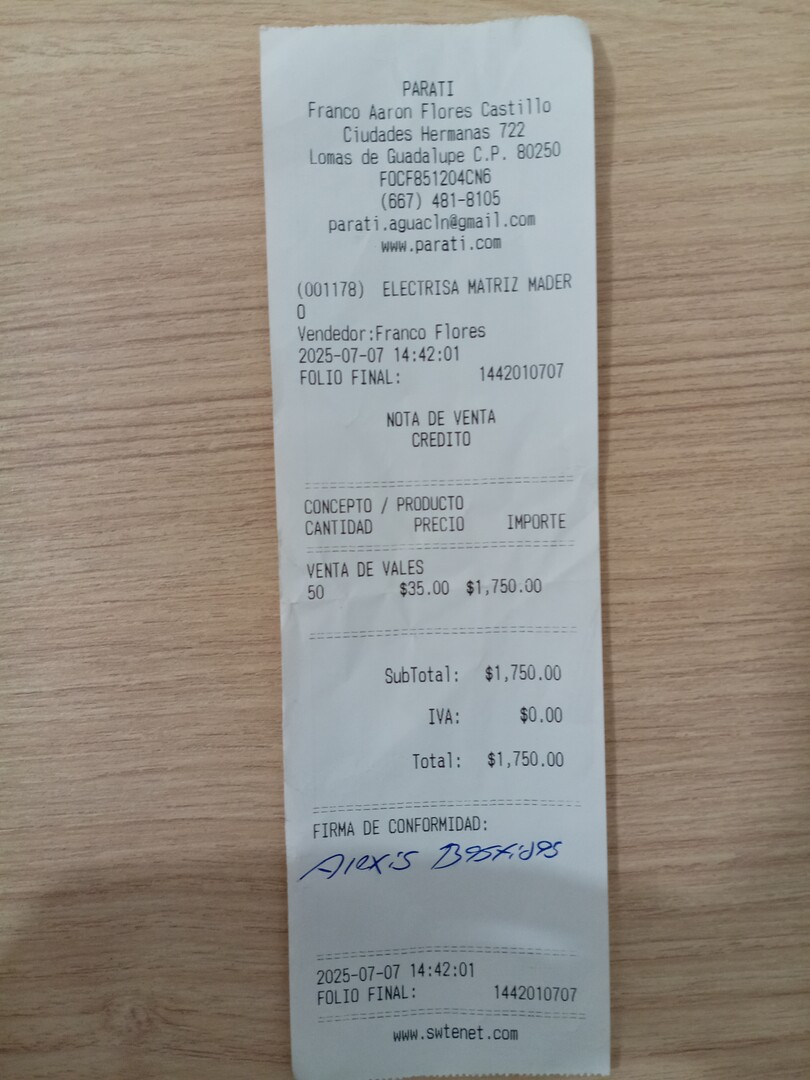 PARATI
Franco Aaron Flores Castillo
Ciudades Hermanas 722
Lomas de Guadalupe C.P. 80250
FOCF851204CN6
(667) 481-8105
parati.aguacln@gmail.com
www.parati.com
(001178) ELECTRISA MATRIZ MADER
O
Vendedor:Franco Flores
2025-07-07 14:42:01
FOLIO FINAL: 1442010707
NOTA DE VENTA
CREDITO
CONCEPTO / PRODUCTO
CANTIDAD PRECIO IMPORTE
VENTA DE VALES
50 $35.00 $1,750.00
SubTotal: $1,750.00
IVA: $0.00
Total: $1,750.00
FIRMA DE CONFORMIDAD:
Alexis Bastidas
2025-07-07 14:42:01
FOLIO FINAL: 1442010707
www.swtenet.com